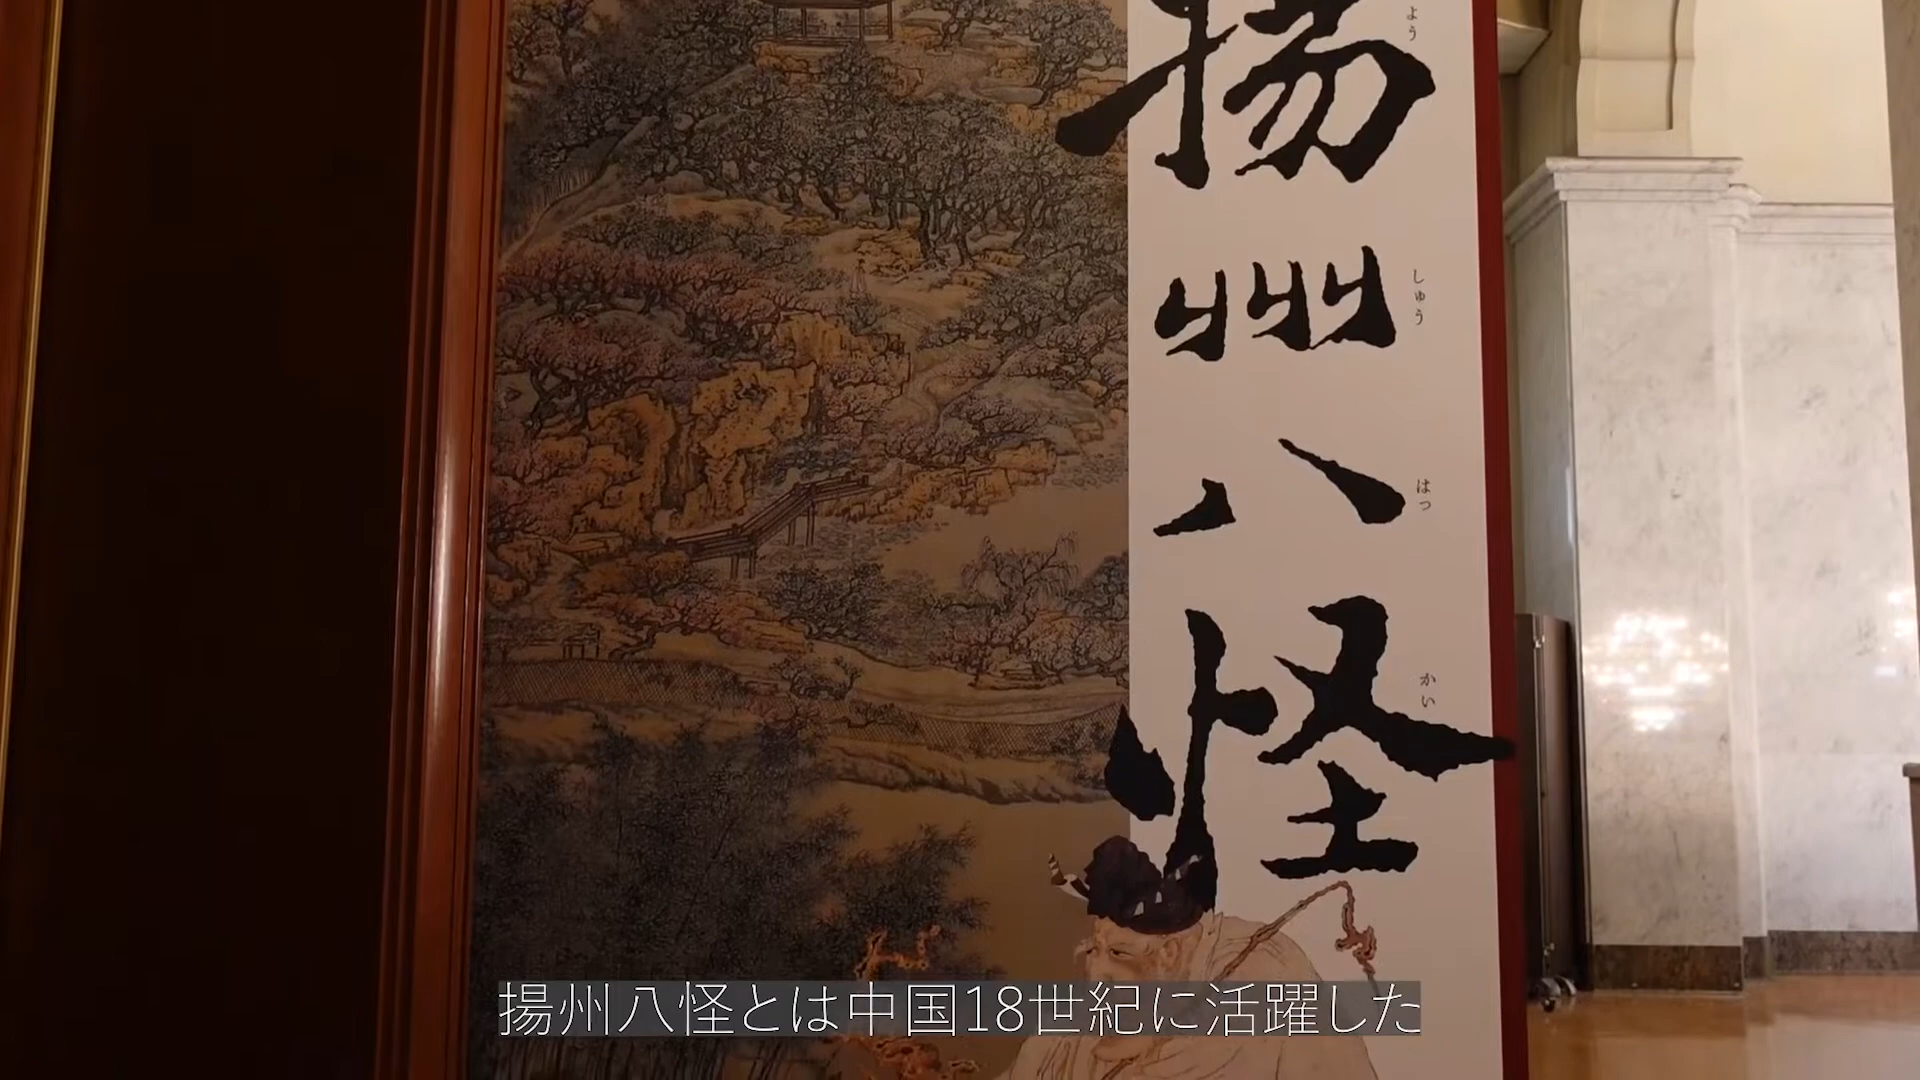 揚州八怪
よう
しゅう
はつ
かい
揚州八怪とは中国18世紀に活躍した